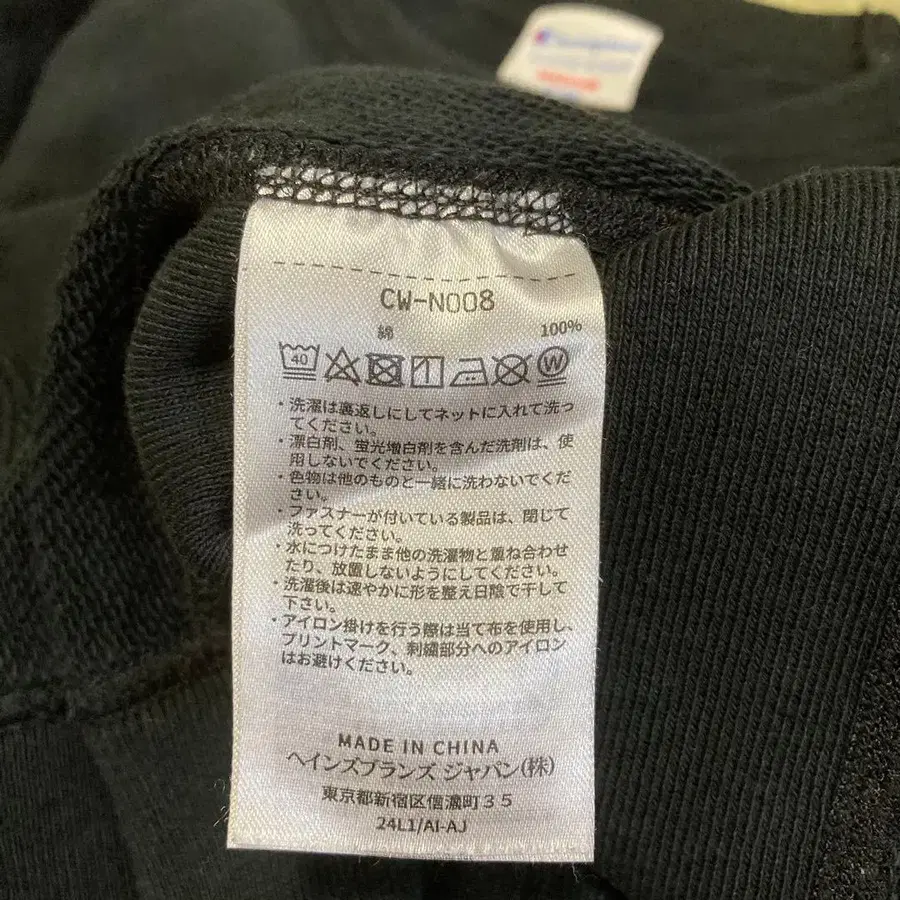 Champion
CW-N008
綿 100%
40
W
・洗濯は裏返しにしてネットに入れて洗っ
てください。
・漂白剤、蛍光増白剤を含んだ洗剤は、使
用しないでください。
・色物は他のものと一緒に洗わないでくだ
さい。
・ファスナーが付いている製品は、閉じて
洗ってください。
・水につけたまま他の洗濯物と重ね合わせ
たり、放置しないようにしてください。
・洗濯後は速やかに形を整え日陰で干して
下さい。
・アイロン掛けを行う際は当て布を使用し、
プリントマーク、刺繍部分へのアイロン
はお避けください。
MADE IN CHINA
ヘインズブランズ ジャパン(株)
東京都新宿区信濃町35
24L1/AI-AJ